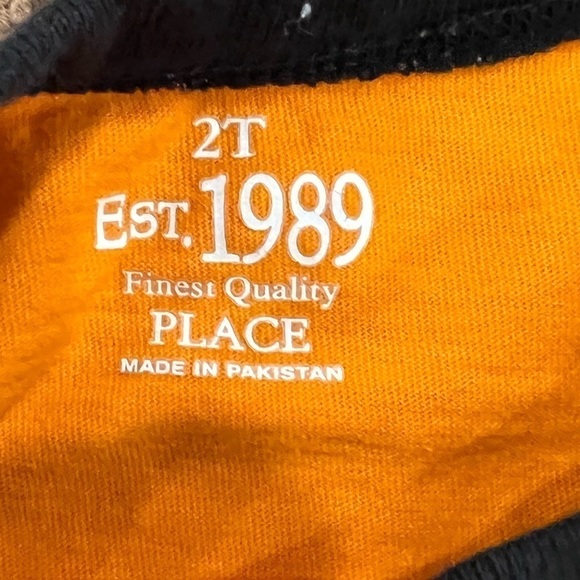 2T
EST. 1989
Finest Quality
PLACE
MADE IN PAKISTAN